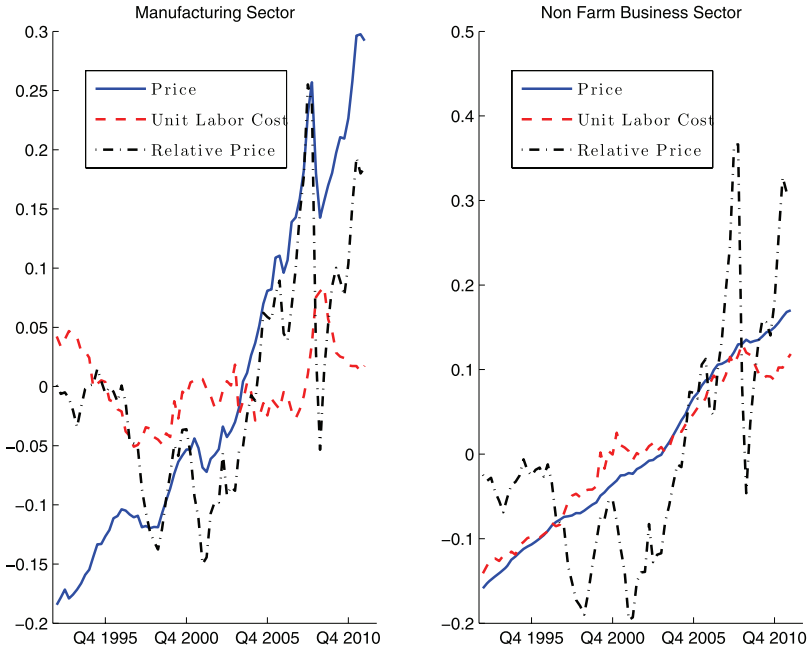 Manufacturing Sector
0.3
0.25
0.2
0.15
0.1
0.05
0
−0.05
−0.1
−0.15
−0.2
Price
Unit Labor Cost
Relative Price
Q4 1995 Q4 2000 Q4 2005 Q4 2010
Non Farm Business Sector
0.5
0.4
0.3
0.2
0.1
0
−0.1
−0.2
Price
Unit Labor Cost
Relative Price
Q4 1995 Q4 2000 Q4 2005 Q4 2010